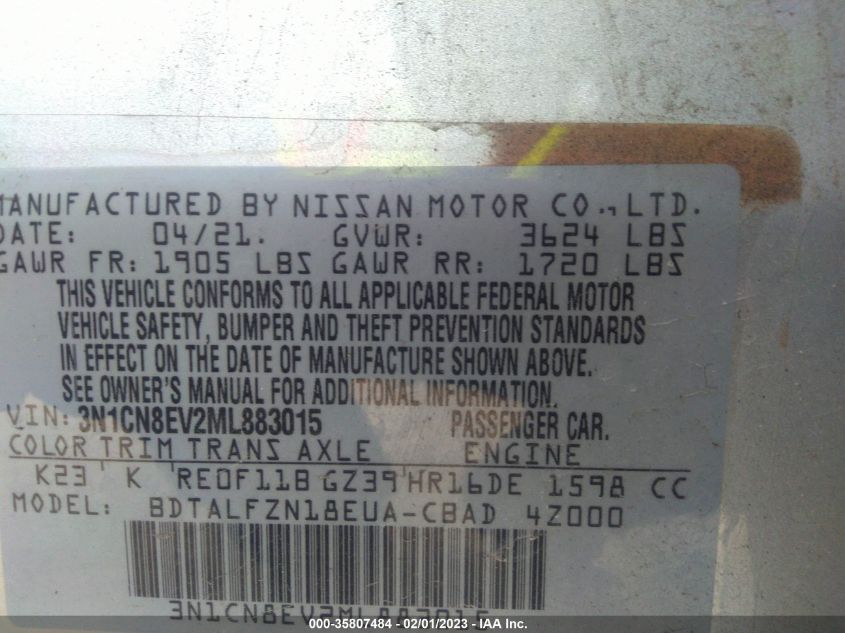 MANUFACTURED BY NISSAN MOTOR CO., LTD.
DATE: 04/21. GVWR: 3624 LBS
GAWR FR: 1905 LBS GAWR RR: 1720 LBS
THIS VEHICLE CONFORMS TO ALL APPLICABLE FEDERAL MOTOR
VEHICLE SAFETY, BUMPER AND THEFT PREVENTION STANDARDS
IN EFFECT ON THE DATE OF MANUFACTURE SHOWN ABOVE.
SEE OWNER'S MANUAL FOR ADDITIONAL INFORMATION.
VIN: 3N1CN8EV2ML883015 PASSENGER CAR.
COLOR TRIM TRANS AXLE ENGINE
K23 K RE0F11B GZ39 HR16DE 1598 CC
MODEL: BDTALFZN18EUA-CBAD 4Z000
3N1CN8EV2ML883015
000-35807484 - 02/01/2023 - IAA Inc.